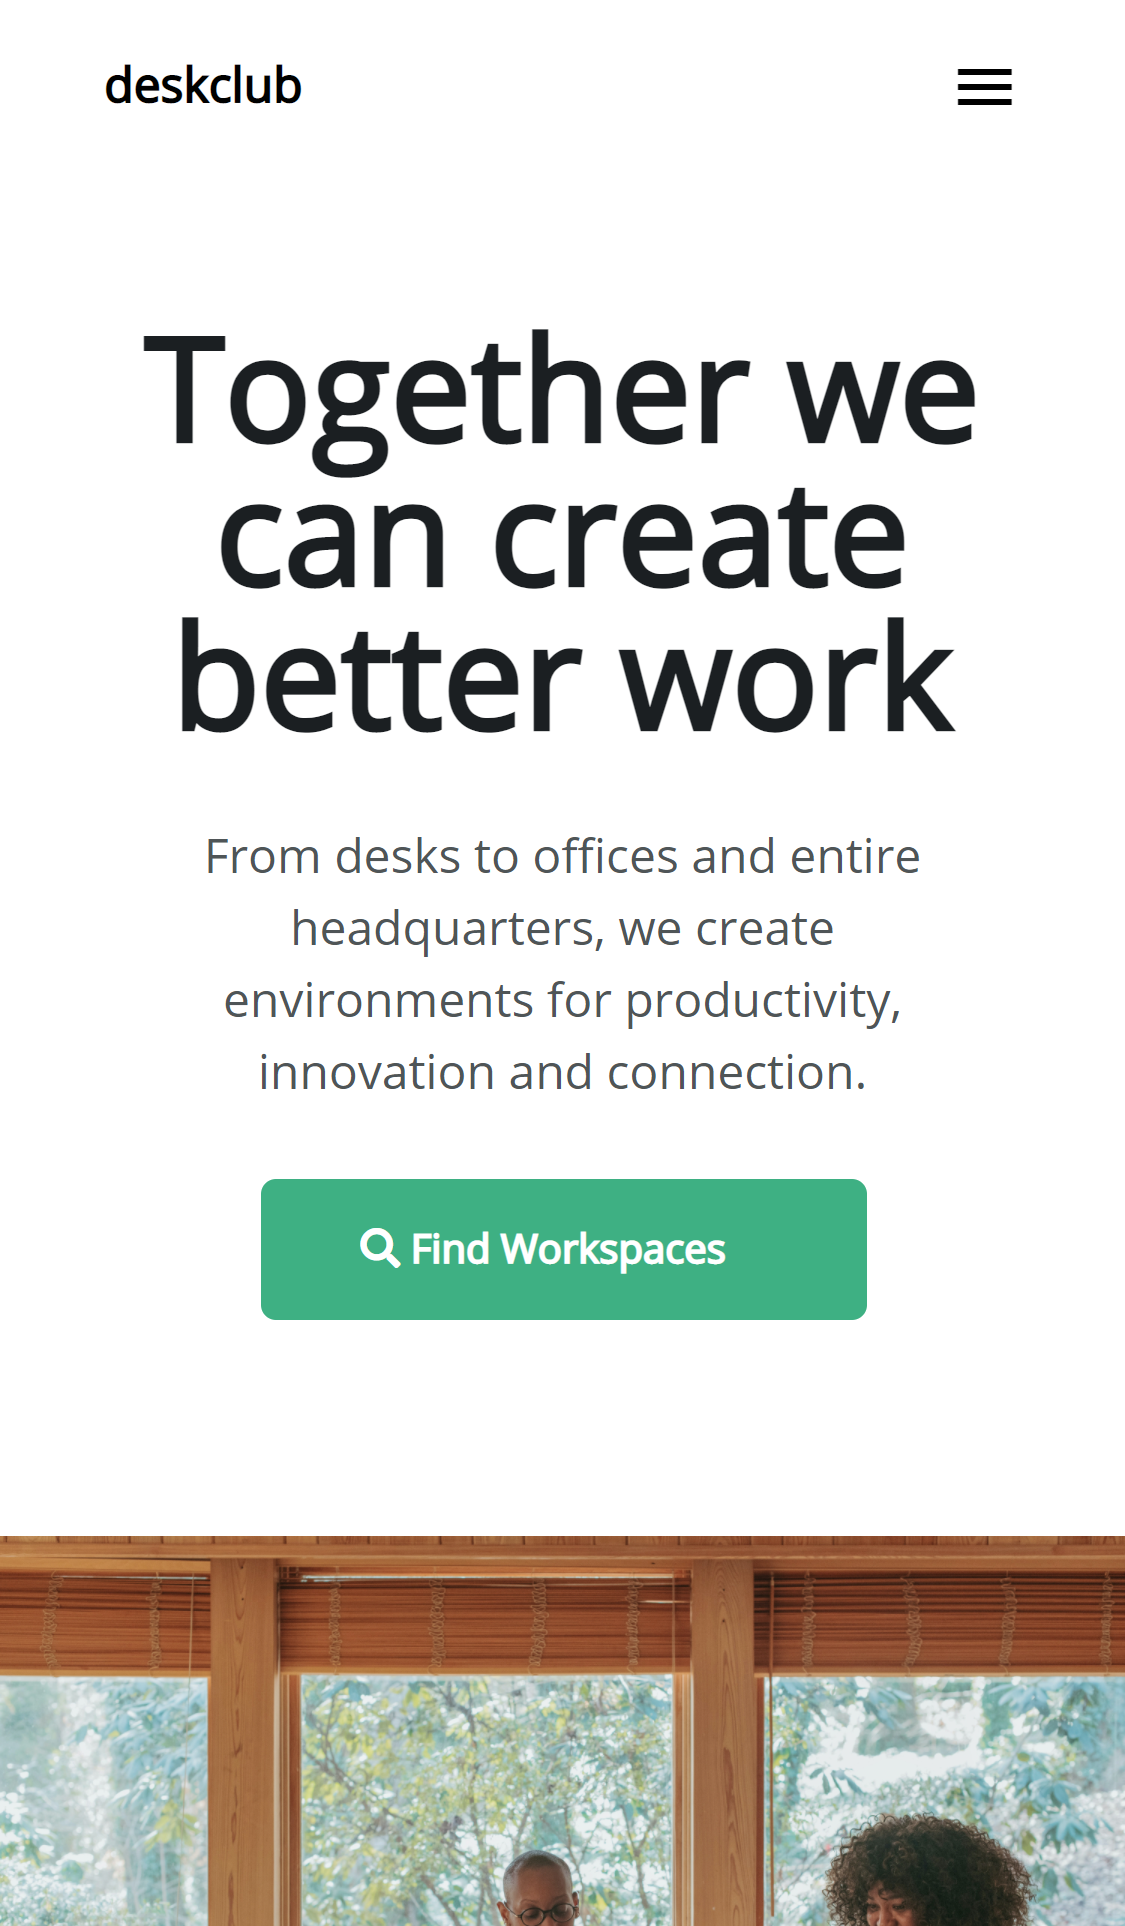 deskclub
Together we
can create
better work
From desks to offices and entire
headquarters, we create
environments for productivity,
innovation and connection.
Find Workspaces